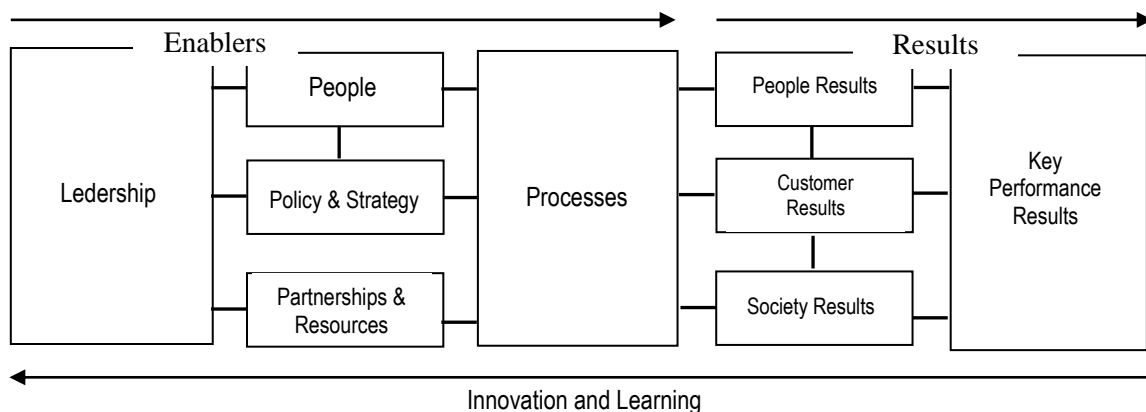 Enablers
Results
Ledership
People
Policy & Strategy
Partnerships &
Resources
Processes
People Results
Customer
Results
Society Results
Key
Performance
Results
Innovation and Learning